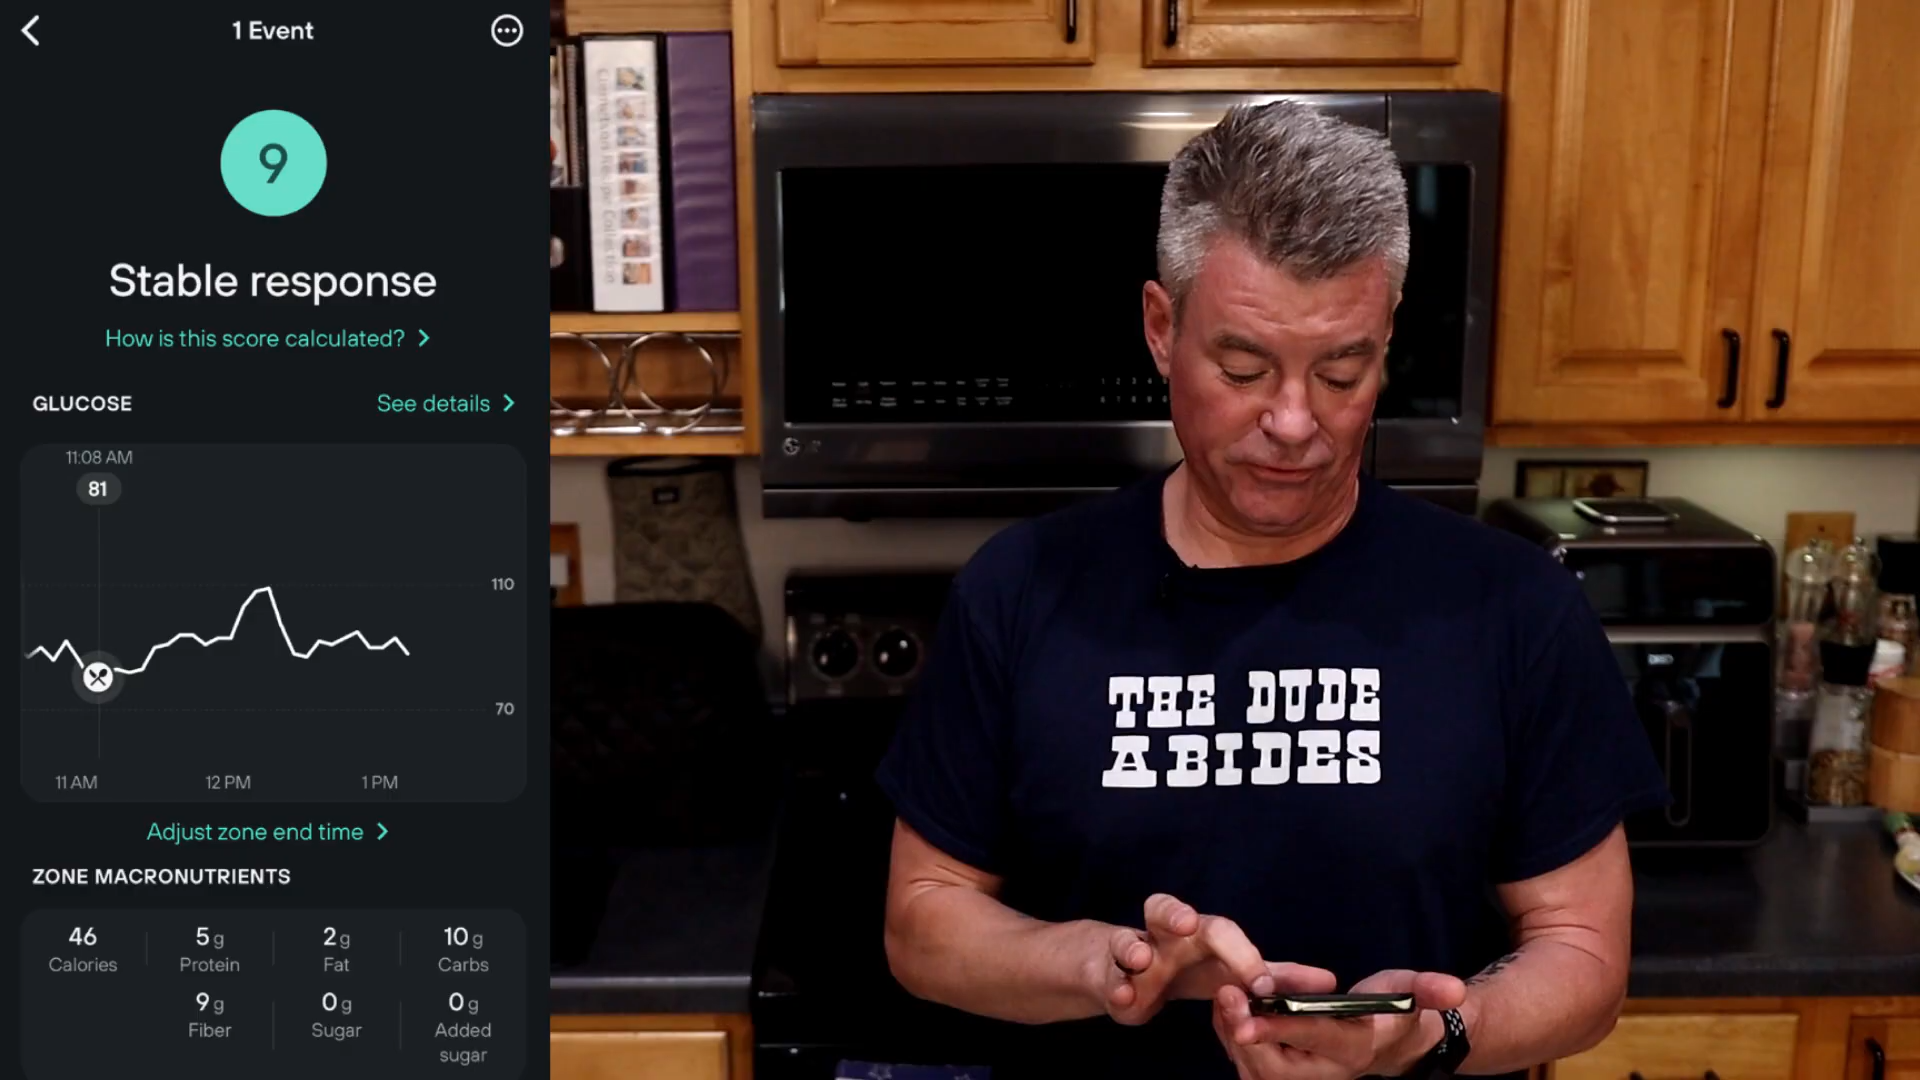 1 Event
9
Stable response
How is this score calculated?
GLUCOSE
See details
11:08 AM
81
110
70
11 AM
12 PM
1 PM
Adjust zone end time
ZONE MACRONUTRIENTS
46
Calories
5 g
Protein
2 g
Fat
10 g
Carbs
9 g
Fiber
0 g
Sugar
0 g
Added
sugar
THE DUDE
ABIDES